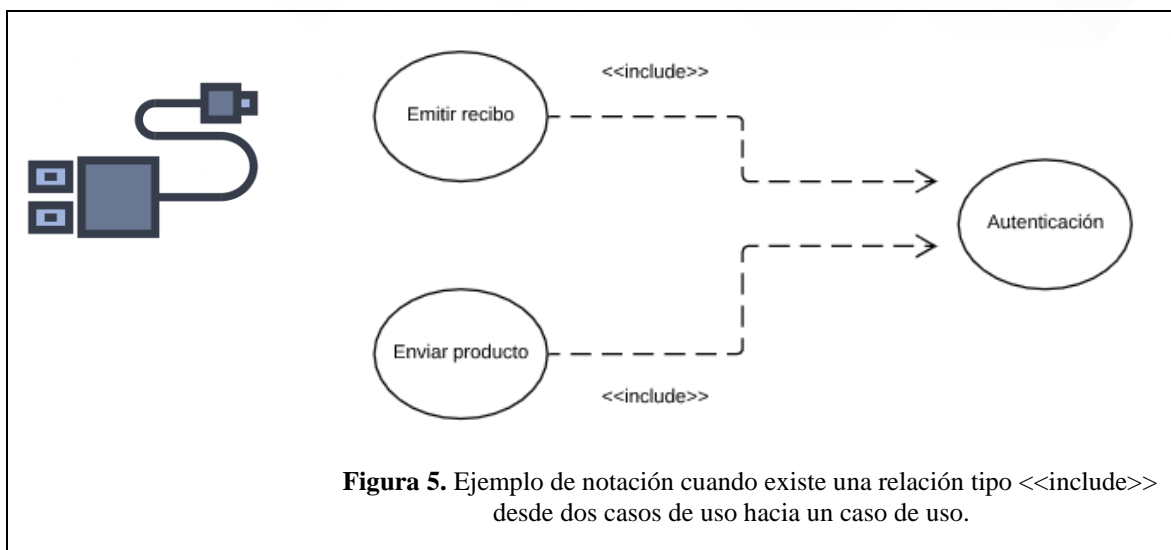 <<include>>
Emitir recibo
Autenticación
Enviar producto
<<include>>
Figura 5. Ejemplo de notación cuando existe una relación tipo <<include>>
desde dos casos de uso hacia un caso de uso.